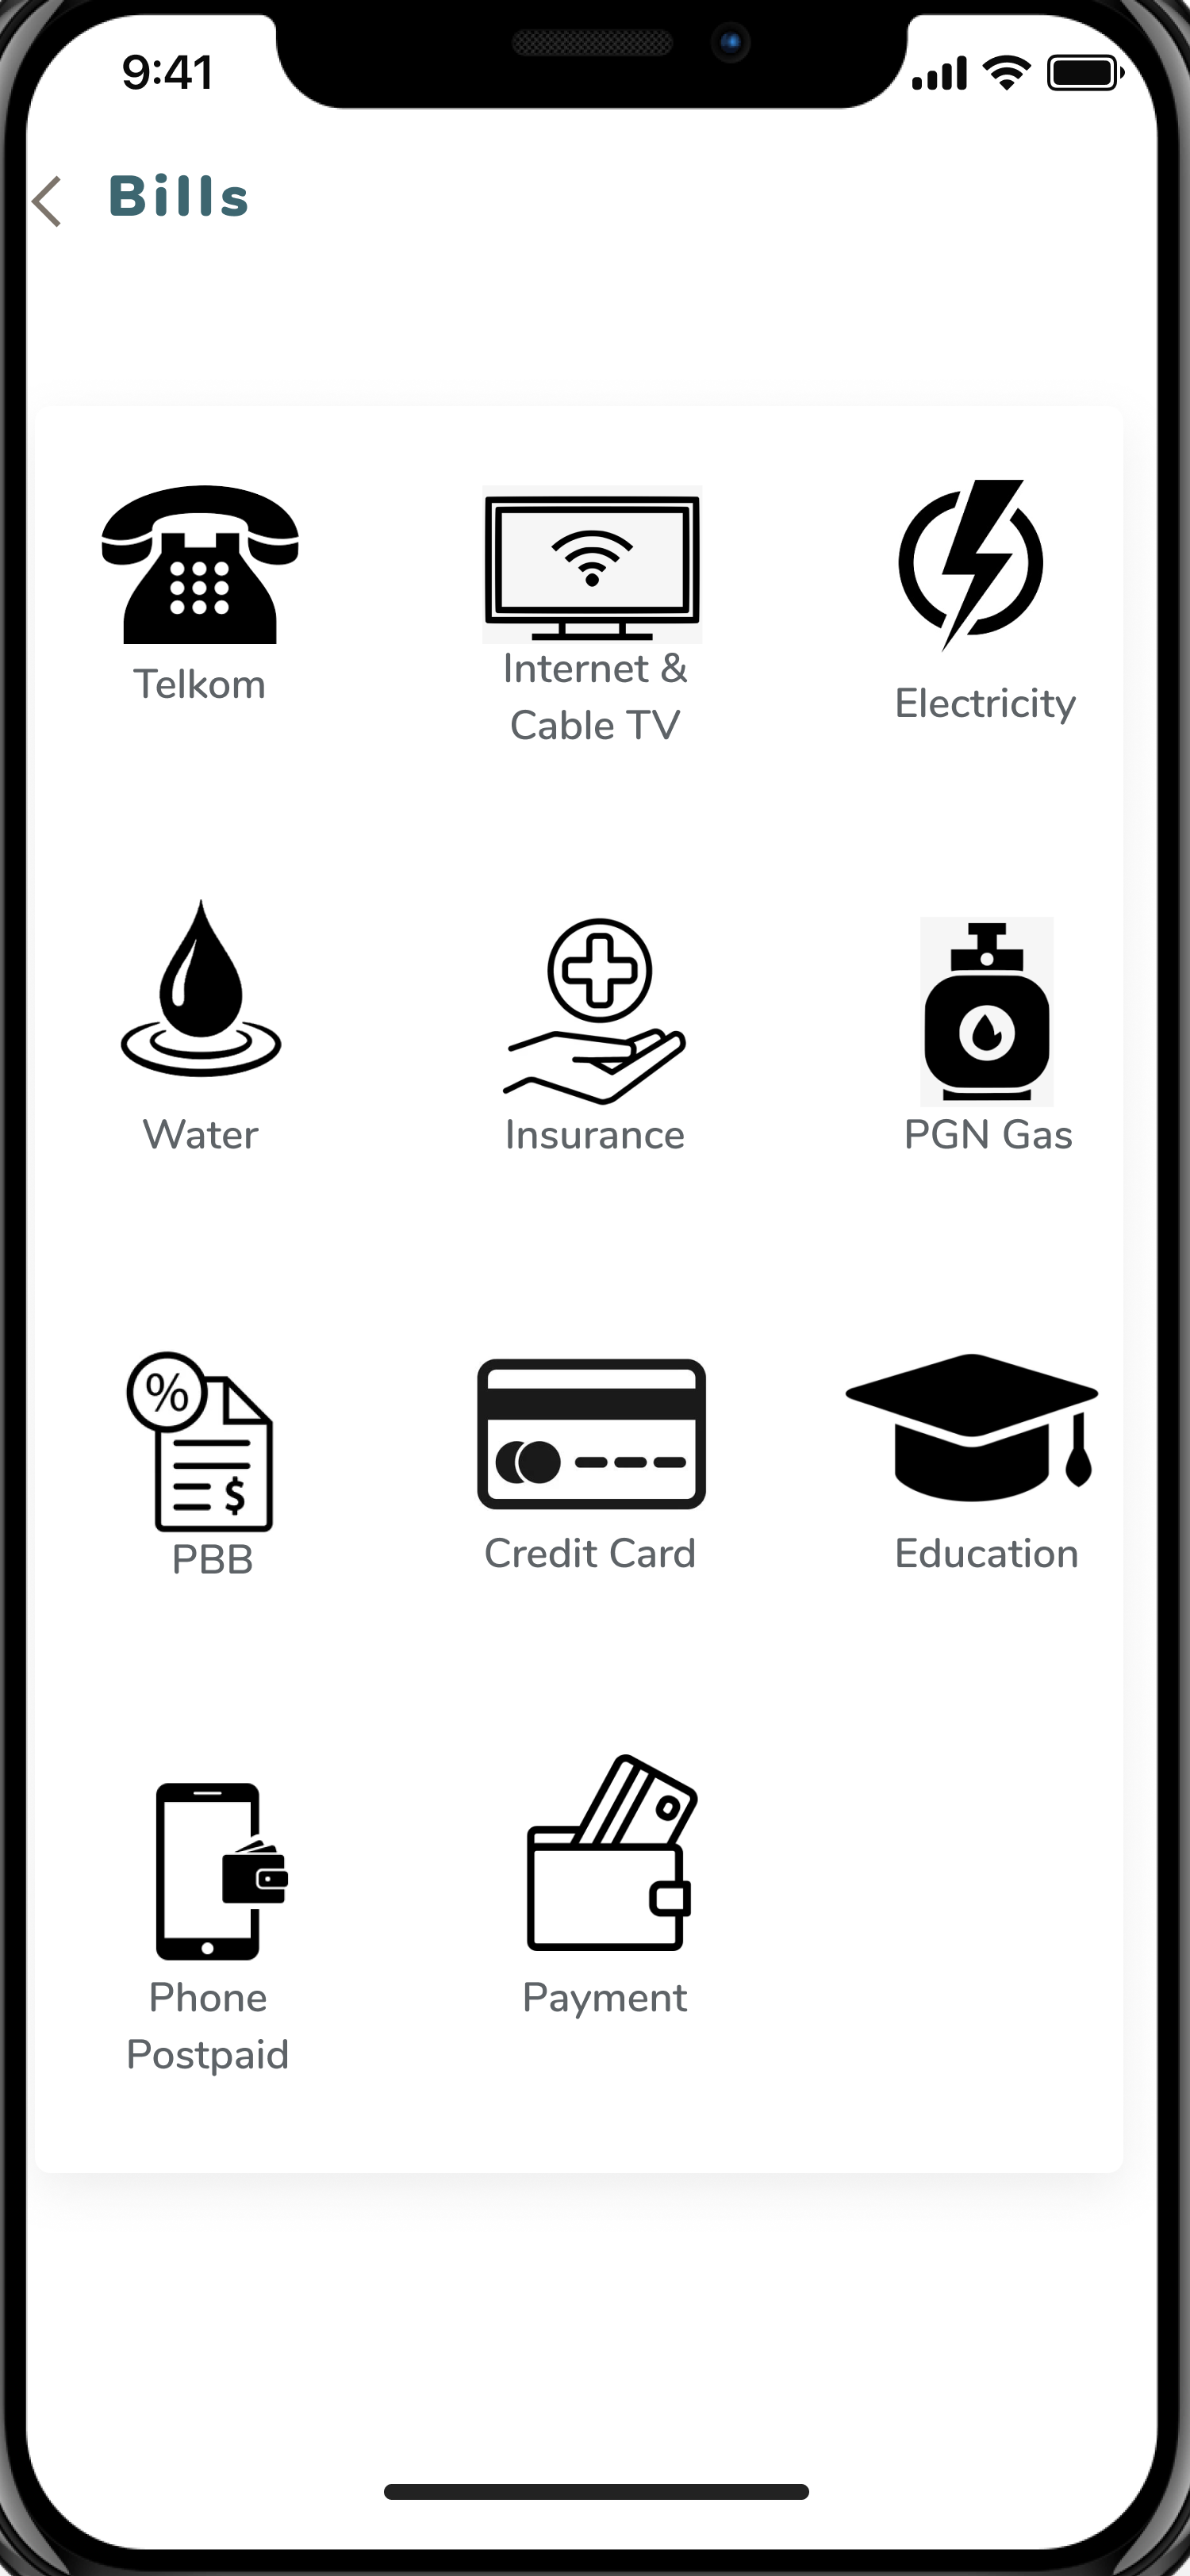 9:41
Bills
Telkom
Internet &
Cable TV
Electricity
Water
Insurance
PGN Gas
%
$
PBB
Credit Card
Education
Phone
Postpaid
Payment